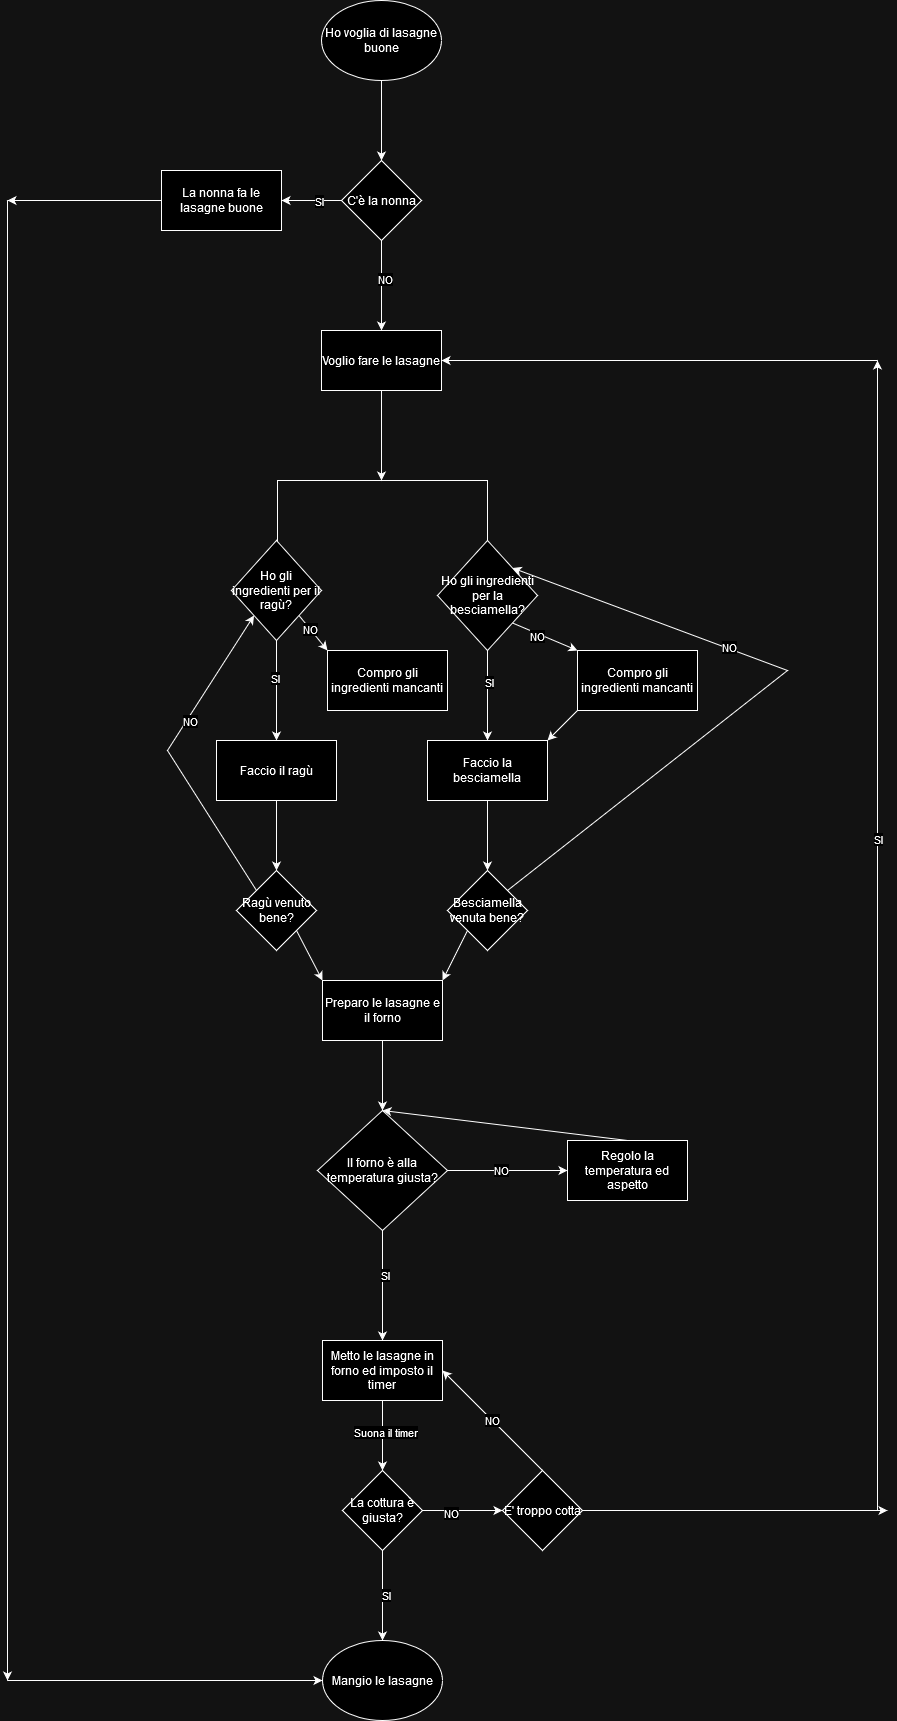 Ho voglia di lasagne
buone
La nonna fa le
lasagne buone
SI
C'è la nonna
NO
Voglio fare le lasagne
Ho gli
ingredienti per il
ragù?
Ho gli ingredienti
per la
besciamella?
NO
NO
NO
Compro gli
ingredienti mancanti
Compro gli
ingredienti mancanti
SI
SI
NO
Faccio il ragù
Faccio la
besciamella
SI
Ragù venuto
bene?
Besciamella
venuta bene?
Preparo le lasagne e
il forno
Il forno è alla
temperatura giusta?
NO
Regolo la
temperatura ed
aspetto
SI
Metto le lasagne in
forno ed imposto il
timer
Suona il timer
NO
La cottura e
giusta?
NO
E' troppo cotta
SI
Mangio le lasagne